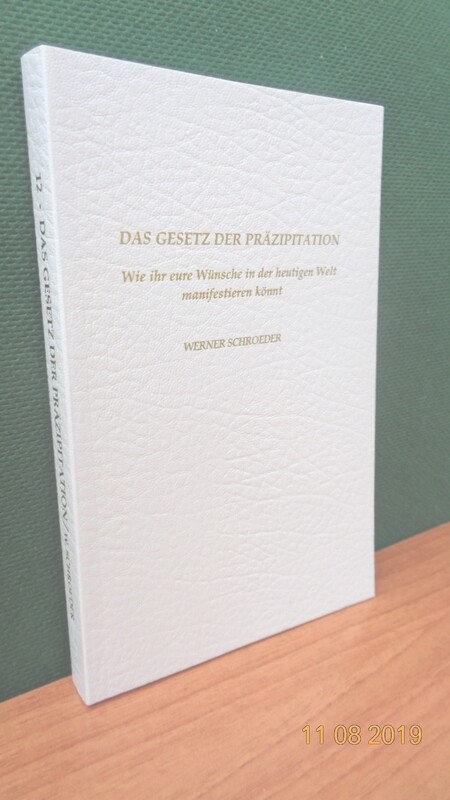 DAS GESETZ DER PRÄZIPITATION
Wie ihr eure Wünsche in der heutigen Welt
manifestieren könnt
WERNER SCHROEDER
12 - DAS GESETZ DER PRÄZIPITATION/W. SCHROEDER
11 08 2019